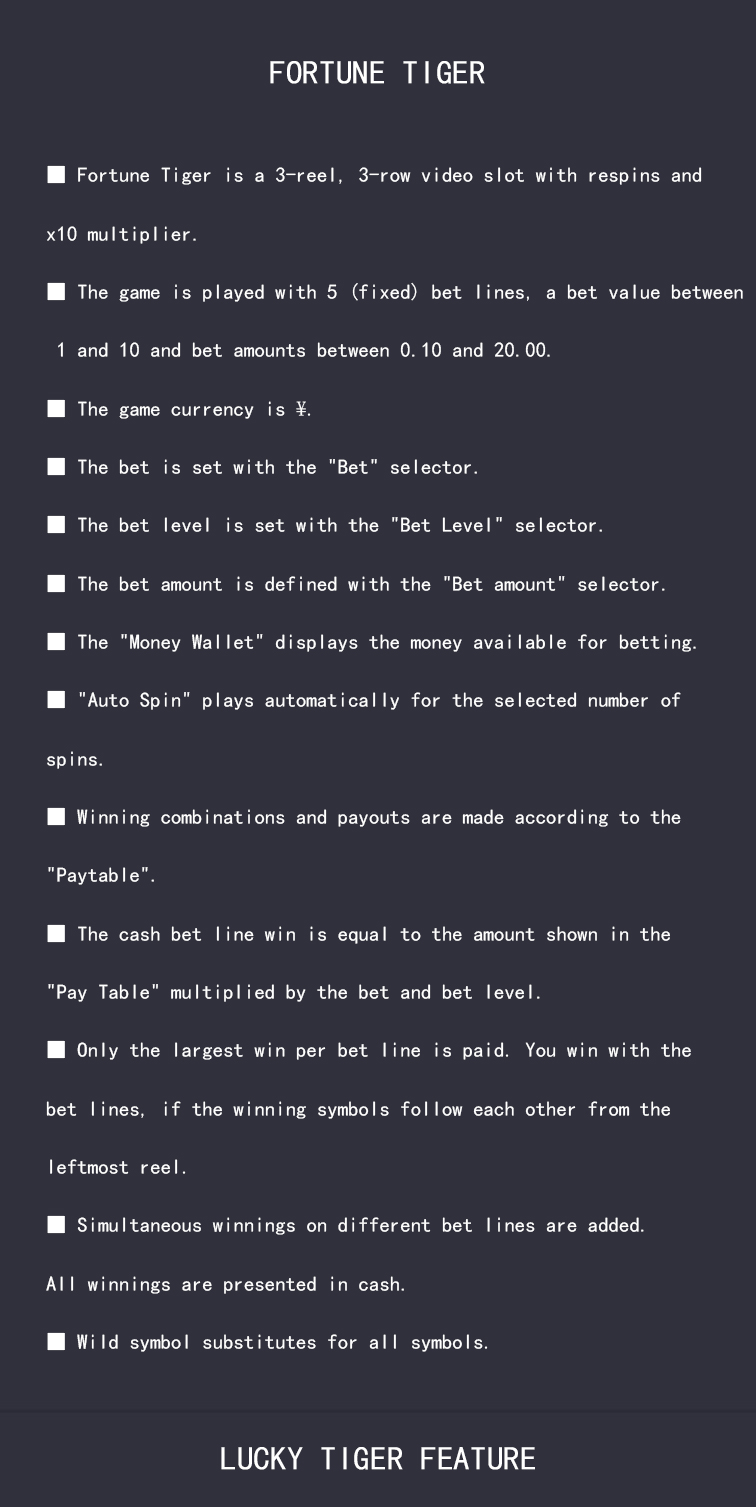 FORTUNE TIGER
■ Fortune Tiger is a 3-reel, 3-row video slot with respins and
x10 multiplier.
■ The game is played with 5 (fixed) bet lines, a bet value between
1 and 10 and bet amounts between 0.10 and 20.00.
■ The game currency is ¥.
■ The bet is set with the "Bet" selector.
■ The bet level is set with the "Bet Level" selector.
■ The bet amount is defined with the "Bet amount" selector.
■ The "Money Wallet" displays the money available for betting.
■ "Auto Spin" plays automatically for the selected number of
spins.
■ Winning combinations and payouts are made according to the
"Paytable".
■ The cash bet line win is equal to the amount shown in the
"Pay Table" multiplied by the bet and bet level.
■ Only the largest win per bet line is paid. You win with the
bet lines, if the winning symbols follow each other from the
leftmost reel.
■ Simultaneous winnings on different bet lines are added.
All winnings are presented in cash.
■ Wild symbol substitutes for all symbols.
LUCKY TIGER FEATURE